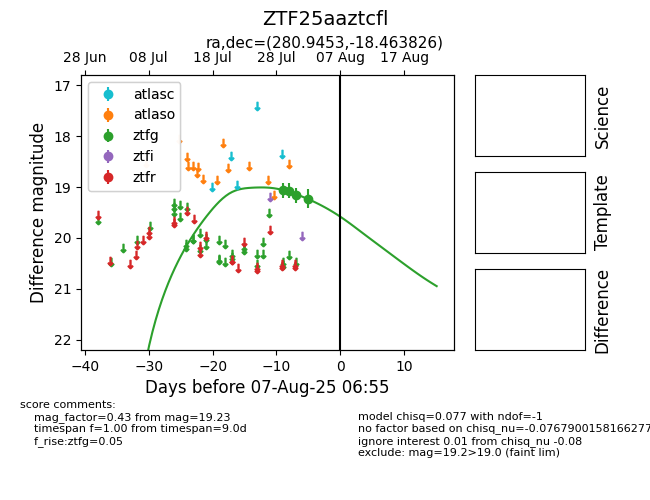 ZTF25aaztcfl
ra,dec=(280.9453,-18.463826)
28 Jun 08 Jul 18 Jul 28 Jul 07 Aug 17 Aug
17
18
19
20
21
22
Difference magnitude
atlasc
atlaso
ztfg
ztfi
ztfr
−40 −30 −20 −10 0 10
Days before 07-Aug-25 06:55
Science
Template
Difference
score comments:
mag_factor=0.43 from mag=19.23
timespan f=1.00 from timespan=9.0d
f_rise:ztfg=0.05
model chisq=0.077 with ndof=-1
no factor based on chisq_nu=-0.0767900158166277
ignore interest 0.01 from chisq_nu -0.08
exclude: mag=19.2>19.0 (faint lim)